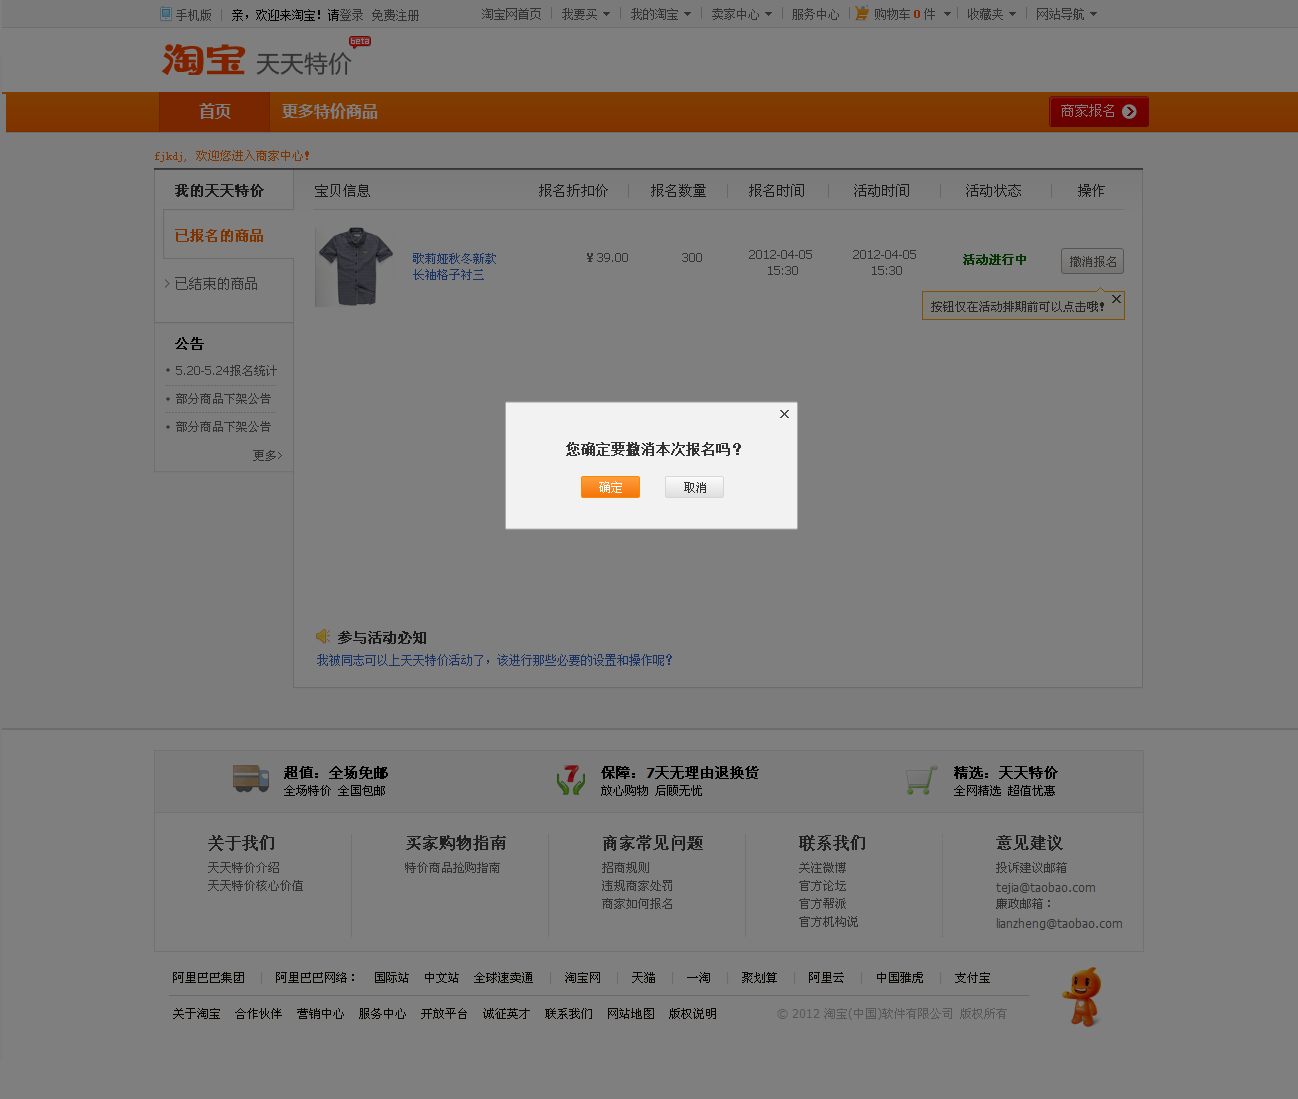 手机版 亲，欢迎来淘宝！请登录 免费注册 淘宝网首页 我要买 我的淘宝 卖家中心 服务中心 购物车 0 件 收藏夹 网站导航
淘宝 天天特价 beta
首页 更多特价商品 商家报名
fjkdj，欢迎您进入商家中心！
我的天天特价
已报名的商品
已结束的商品
公告
5.20-5.24报名统计
部分商品下架公告
部分商品下架公告
更多>
宝贝信息 报名折扣价 报名数量 报名时间 活动时间 活动状态 操作
歌莉娅秋冬新款
长袖格子衬三
¥ 39.00 300
2012-04-05
15:30
2012-04-05
15:30
活动进行中 撤消报名
按钮仅在活动排期前可以点击哦！
您确定要撤消本次报名吗？
确定 取消
参与活动必知
我被同志可以上天天特价活动了，该进行那些必要的设置和操作呢？
超值：全场免邮
全场特价 全国包邮
保障：7天无理由退换货
放心购物 后顾无忧
精选：天天特价
全网精选 超值优惠
关于我们
天天特价介绍
天天特价核心价值
买家购物指南
特价商品抢购指南
商家常见问题
招商规则
违规商家处罚
商家如何报名
联系我们
关注微博
官方论坛
官方帮派
官方机构说
意见建议
投诉建议邮箱
tejia@taobao.com
廉政邮箱：
lianzheng@taobao.com
阿里巴巴集团 阿里巴巴网络： 国际站 中文站 全球速卖通 淘宝网 天猫 一淘 聚划算 阿里云 中国雅虎 支付宝
关于淘宝 合作伙伴 营销中心 服务中心 开放平台 诚征英才 联系我们 网站地图 版权说明 © 2012 淘宝(中国)软件有限公司 版权所有